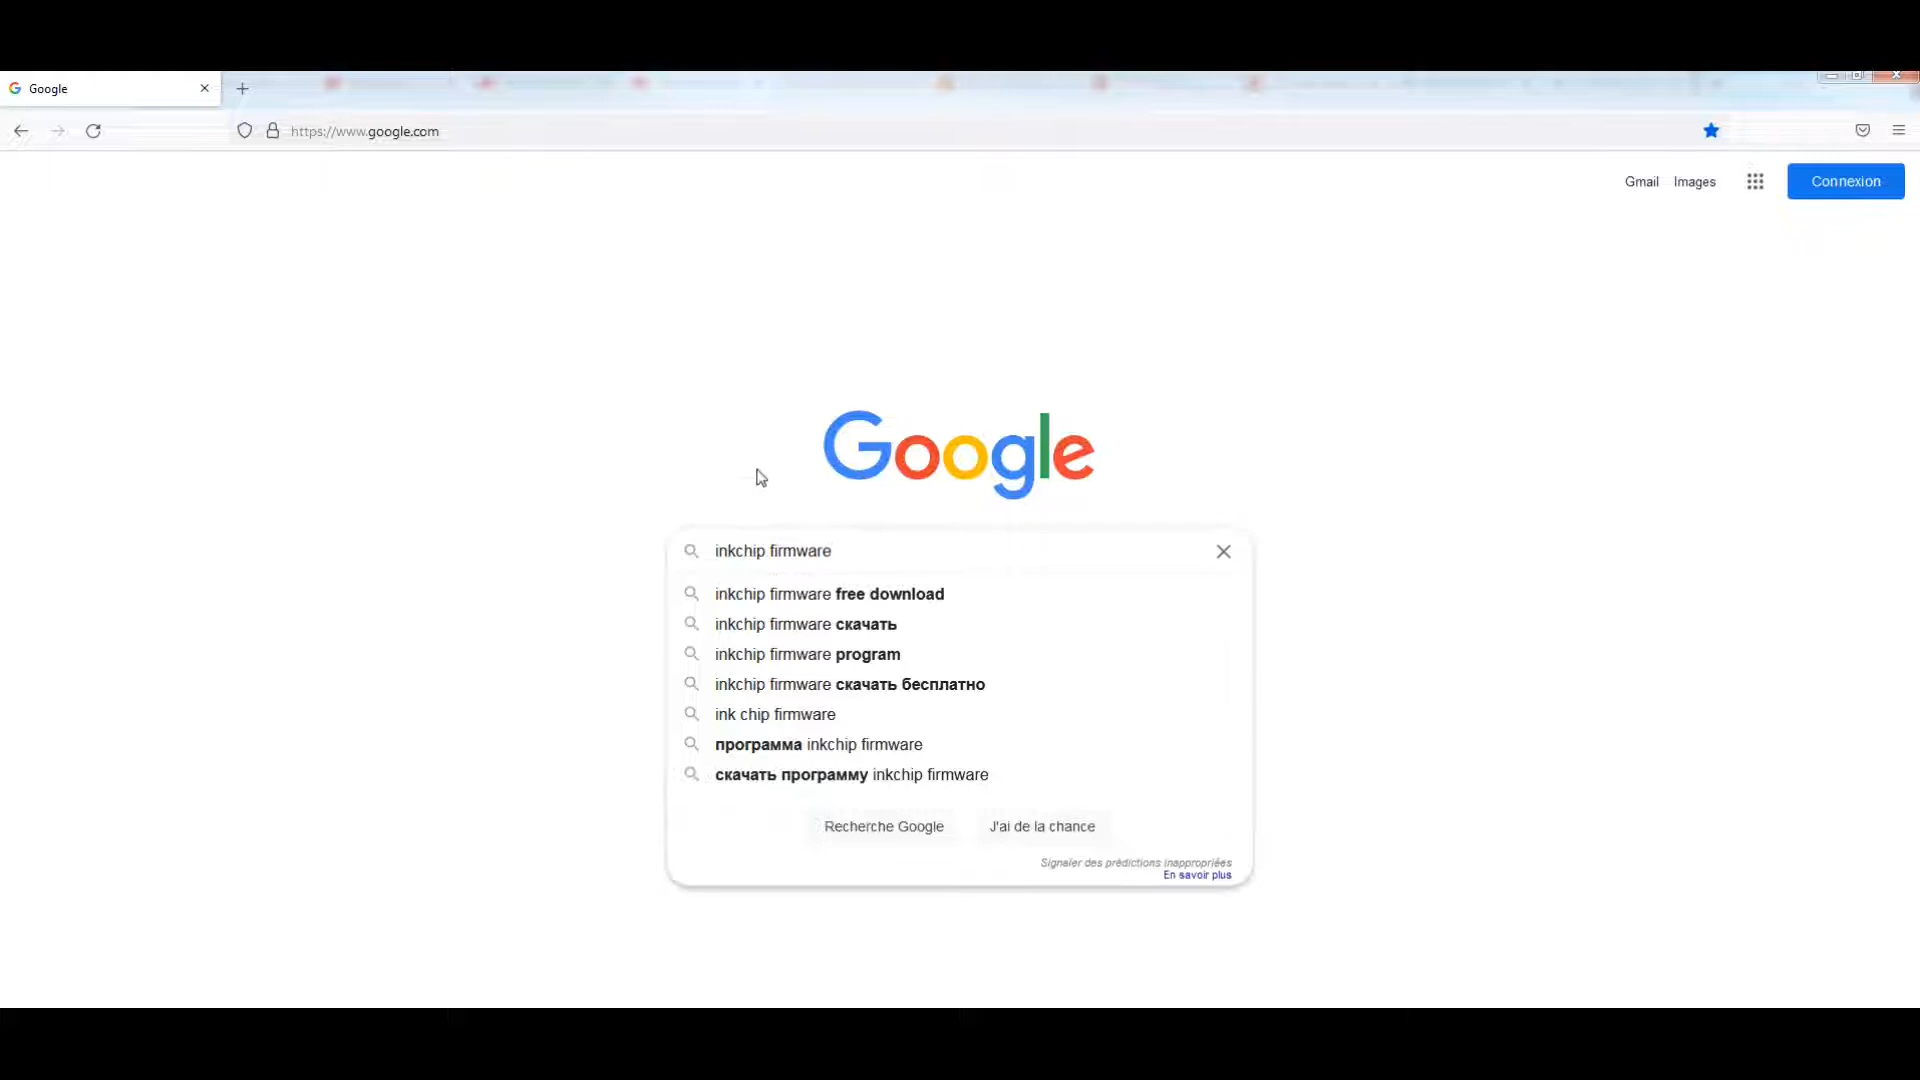 Google
https://www.google.com
Gmail Images Connexion
Google
inkchip firmware
inkchip firmware free download
inkchip firmware скачать
inkchip firmware program
inkchip firmware скачать бесплатно
ink chip firmware
программа inkchip firmware
скачать программу inkchip firmware
Recherche Google J'ai de la chance
Signaler des prédictions inappropriées
En savoir plus